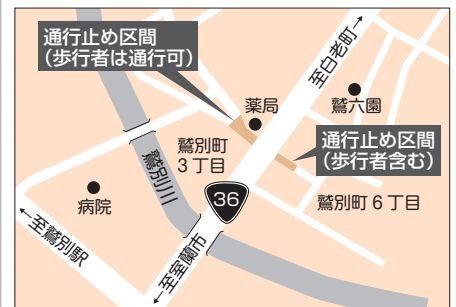 通行止め区間
(歩行者は通行可)
至白老町→
薬局
鷲六園
鷲別町
3丁目
通行止め区間
(歩行者含む)
鷲別川
病院
36
鷲別町6丁目
←至鷲別駅
←至室蘭市